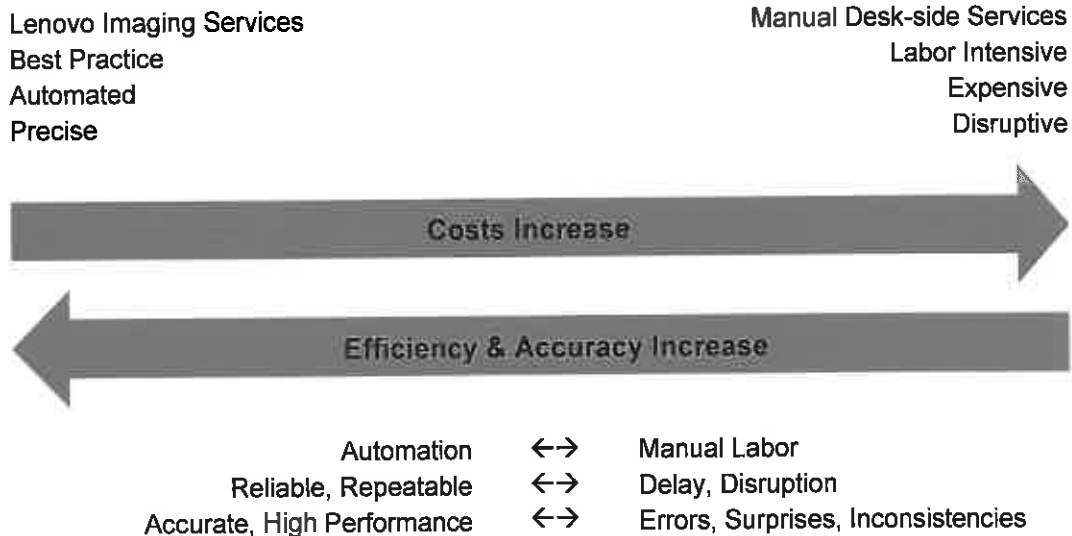 Lenovo Imaging Services
Best Practice
Automated
Precise
Manual Desk-side Services
Labor Intensive
Expensive
Disruptive
Costs Increase
Efficiency & Accuracy Increase
Automation ←→ Manual Labor
Reliable, Repeatable ←→ Delay, Disruption
Accurate, High Performance ←→ Errors, Surprises, Inconsistencies